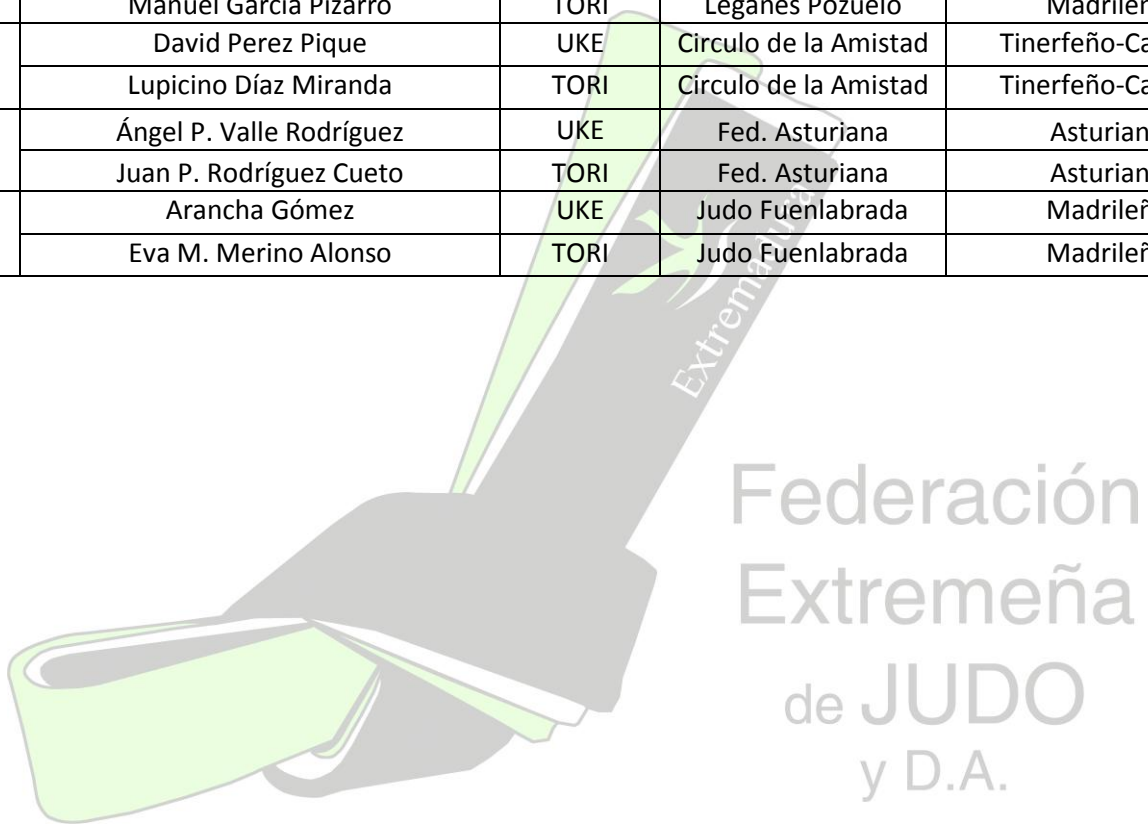 Manuel García Pizarro TORI Leganés Pozuelo
David Perez Pique UKE Circulo de la Amistad
Lupicino Díaz Miranda TORI Circulo de la Amistad
Ángel P. Valle Rodríguez UKE Fed. Asturiana
Juan P. Rodríguez Cueto TORI Fed. Asturiana
Arancha Gómez UKE Judo Fuenlabrada
Eva M. Merino Alonso TORI Judo Fuenlabrada
Extremadura
Federación
Extremeña
de JUDO
y D.A.